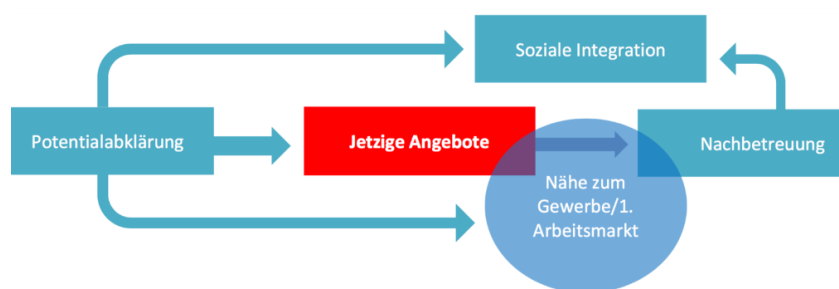 Soziale Integration
Potentialabklärung
Jetzige Angebote
Nachbetreuung
Nähe zum
Gewerbe/1.
Arbeitsmarkt